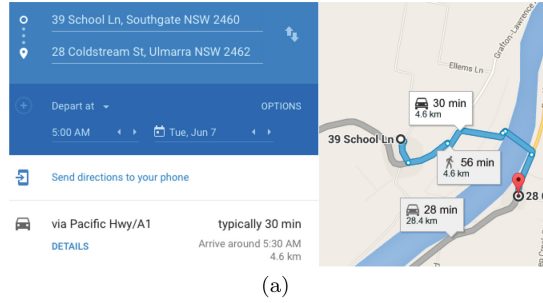 39 School Ln, Southgate NSW 2460
28 Coldstream St, Ulmarra NSW 2462
Depart at
OPTIONS
5:00 AM
Tue, Jun 7
Send directions to your phone
via Pacific Hwy/A1
typically 30 min
DETAILS
Arrive around 5:30 AM
4.6 km
Grafton-Lawrence
Ellems Ln
30 min
4.6 km
39 School Ln
56 min
4.6 km
28 min
28.4 km
28
(a)